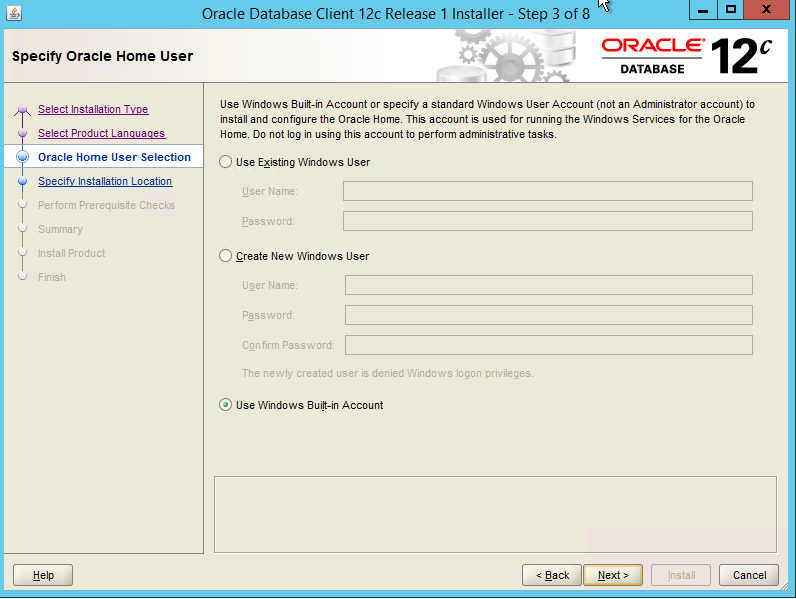 Oracle Database Client 12c Release 1 Installer - Step 3 of 8
Specify Oracle Home User
ORACLE®
DATABASE
12c
Select Installation Type
Select Product Languages
Oracle Home User Selection
Specify Installation Location
Perform Prerequisite Checks
Summary
Install Product
Finish
Use Windows Built-in Account or specify a standard Windows User Account (not an Administrator account) to
install and configure the Oracle Home. This account is used for running the Windows Services for the Oracle
Home. Do not log in using this account to perform administrative tasks.
Use Existing Windows User
User Name:
Password:
Create New Windows User
User Name:
Password:
Confirm Password:
The newly created user is denied Windows logon privileges.
Use Windows Built-in Account
Help
< Back
Next >
Install
Cancel